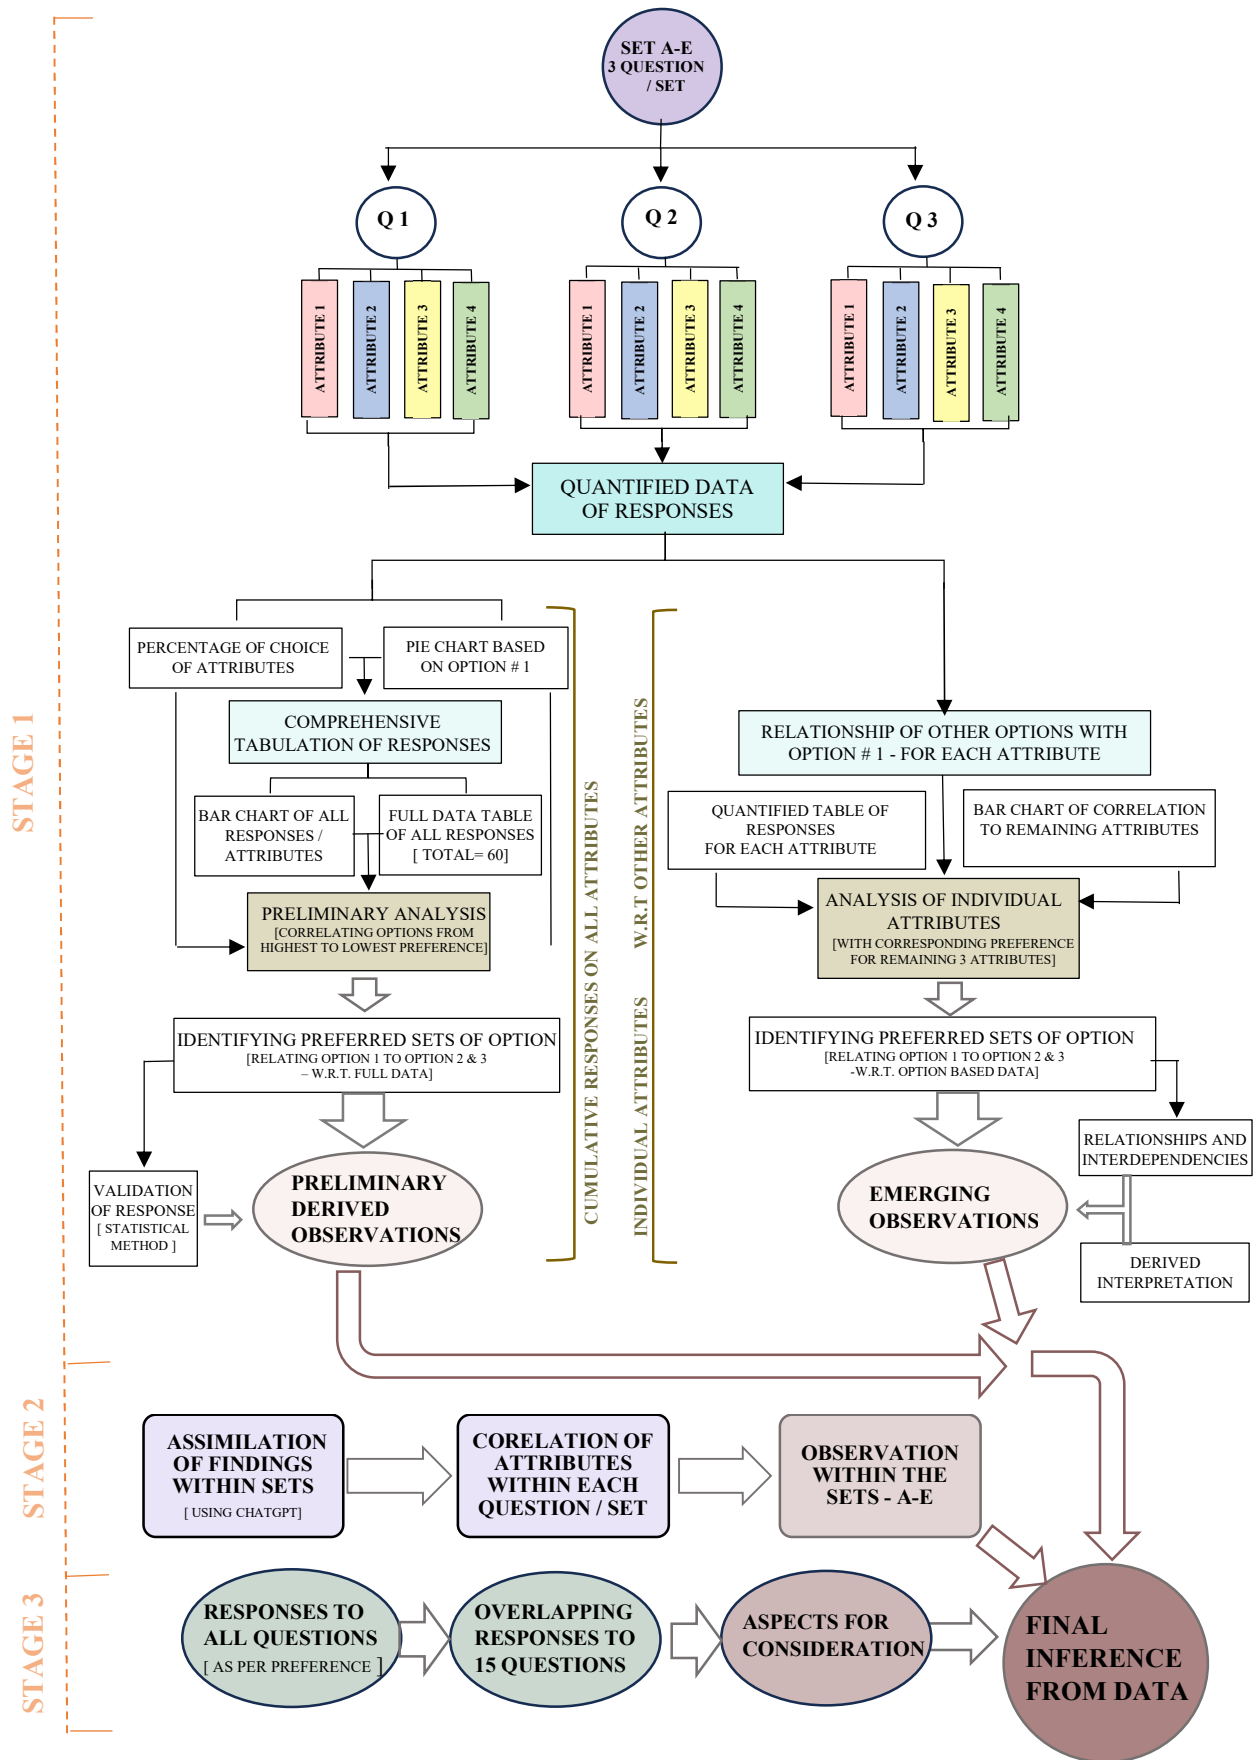 SET A-E
3 QUESTION
/ SET
Q 1
Q 2
Q 3
ATTRIBUTE 1
ATTRIBUTE 2
ATTRIBUTE 3
ATTRIBUTE 4
ATTRIBUTE 1
ATTRIBUTE 2
ATTRIBUTE 3
ATTRIBUTE 4
ATTRIBUTE 1
ATTRIBUTE 2
ATTRIBUTE 3
ATTRIBUTE 4
QUANTIFIED DATA
OF RESPONSES
STAGE 1
PERCENTAGE OF CHOICE
OF ATTRIBUTES
PIE CHART BASED
ON OPTION # 1
COMPREHENSIVE
TABULATION OF RESPONSES
BAR CHART OF ALL
RESPONSES /
ATTRIBUTES
FULL DATA TABLE
OF ALL RESPONSES
[ TOTAL= 60]
PRELIMINARY ANALYSIS
[CORRELATING OPTIONS FROM
HIGHEST TO LOWEST PREFERENCE]
IDENTIFYING PREFERRED SETS OF OPTION
[RELATING OPTION 1 TO OPTION 2 & 3
– W.R.T. FULL DATA]
VALIDATION
OF RESPONSE
[ STATISTICAL
METHOD ]
PRELIMINARY
DERIVED
OBSERVATIONS
CUMULATIVE RESPONSES ON ALL ATTRIBUTES
INDIVIDUAL ATTRIBUTES W.R.T OTHER ATTRIBUTES
RELATIONSHIP OF OTHER OPTIONS WITH
OPTION # 1 - FOR EACH ATTRIBUTE
QUANTIFIED TABLE OF
RESPONSES
FOR EACH ATTRIBUTE
BAR CHART OF CORRELATION
TO REMAINING ATTRIBUTES
ANALYSIS OF INDIVIDUAL
ATTRIBUTES
[WITH CORRESPONDING PREFERENCE
FOR REMAINING 3 ATTRIBUTES]
IDENTIFYING PREFERRED SETS OF OPTION
[RELATING OPTION 1 TO OPTION 2 & 3
-W.R.T. OPTION BASED DATA]
RELATIONSHIPS AND
INTERDEPENDENCIES
EMERGING
OBSERVATIONS
DERIVED
INTERPRETATION
STAGE 2
ASSIMILATION
OF FINDINGS
WITHIN SETS
[ USING CHATGPT]
CORELATION OF
ATTRIBUTES
WITHIN EACH
QUESTION / SET
OBSERVATION
WITHIN THE
SETS - A-E
STAGE 3
RESPONSES TO
ALL QUESTIONS
[ AS PER PREFERENCE ]
OVERLAPPING
RESPONSES TO
15 QUESTIONS
ASPECTS FOR
CONSIDERATION
FINAL
INFERENCE
FROM DATA